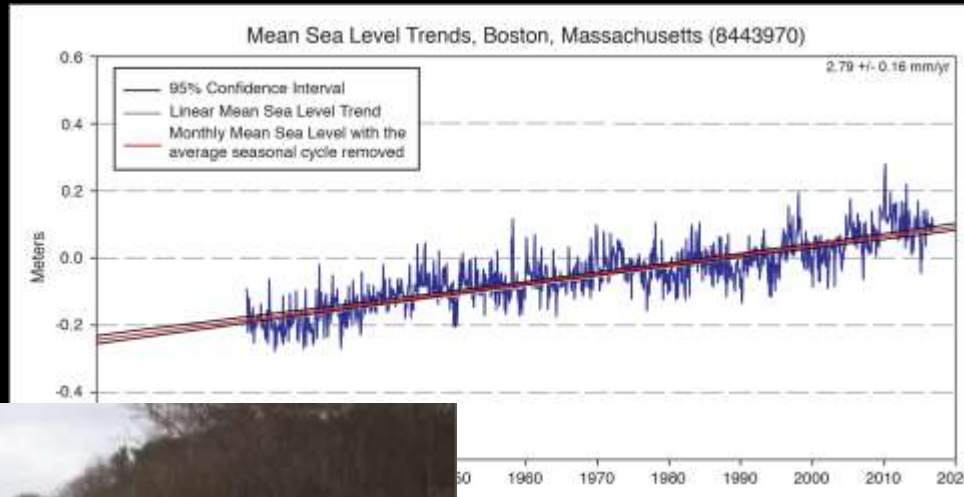 Mean Sea Level Trends, Boston, Massachusetts (8443970)
2.79 +/- 0.16 mm/yr
95% Confidence Interval
Linear Mean Sea Level Trend
Monthly Mean Sea Level with the
average seasonal cycle removed
Meters
0.6
0.4
0.2
0.0
-0.2
-0.4
1960 1970 1980 1990 2000 2010